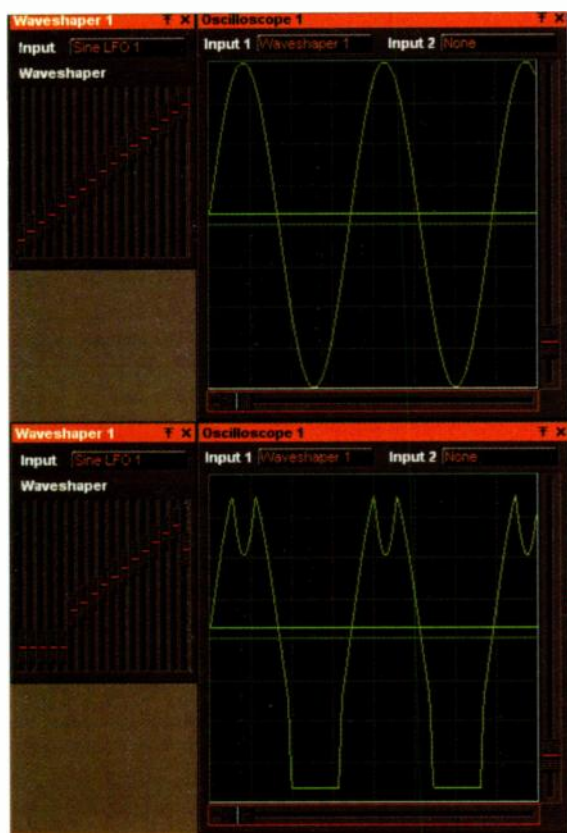 Waveshaper 1
Oscilloscope 1
Input Sine LFO 1
Input 1 Waveshaper 1 Input 2 None
Waveshaper
Waveshaper 1
Oscilloscope 1
Input Sine LFO 1
Input 1 Waveshaper 1 Input 2 None
Waveshaper